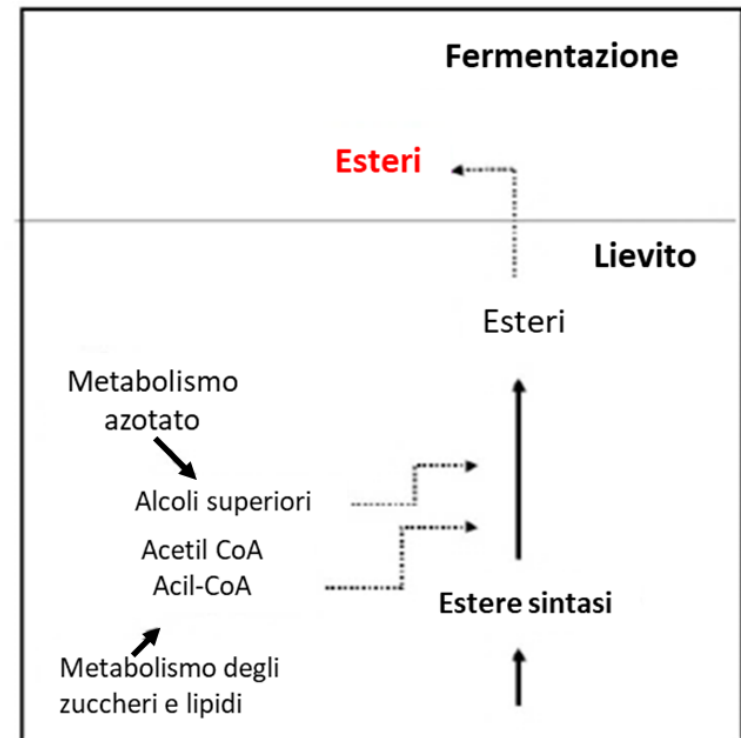 Fermentazione
Esteri
Lievito
Esteri
Metabolismo
azotato
Alcoli superiori
Acetil CoA
Acil-CoA
Estere sintasi
Metabolismo degli
zuccheri e lipidi